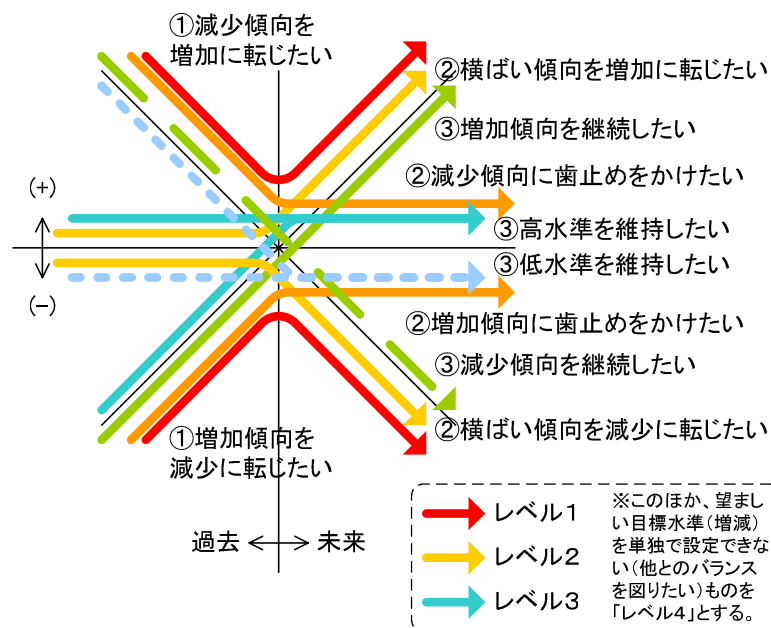 ①減少傾向を
増加に転じたい
②横ばい傾向を増加に転じたい
③増加傾向を継続したい
②減少傾向に歯止めをかけたい
(+)
③高水準を維持したい
③低水準を維持したい
(−)
②増加傾向に歯止めをかけたい
③減少傾向を継続したい
②横ばい傾向を減少に転じたい
①増加傾向を
減少に転じたい
過去
未来
レベル1
レベル2
レベル3
※このほか、望まし
い目標水準(増減)
を単独で設定できな
い(他とのバランス
を図りたい)ものを
「レベル4」とする。